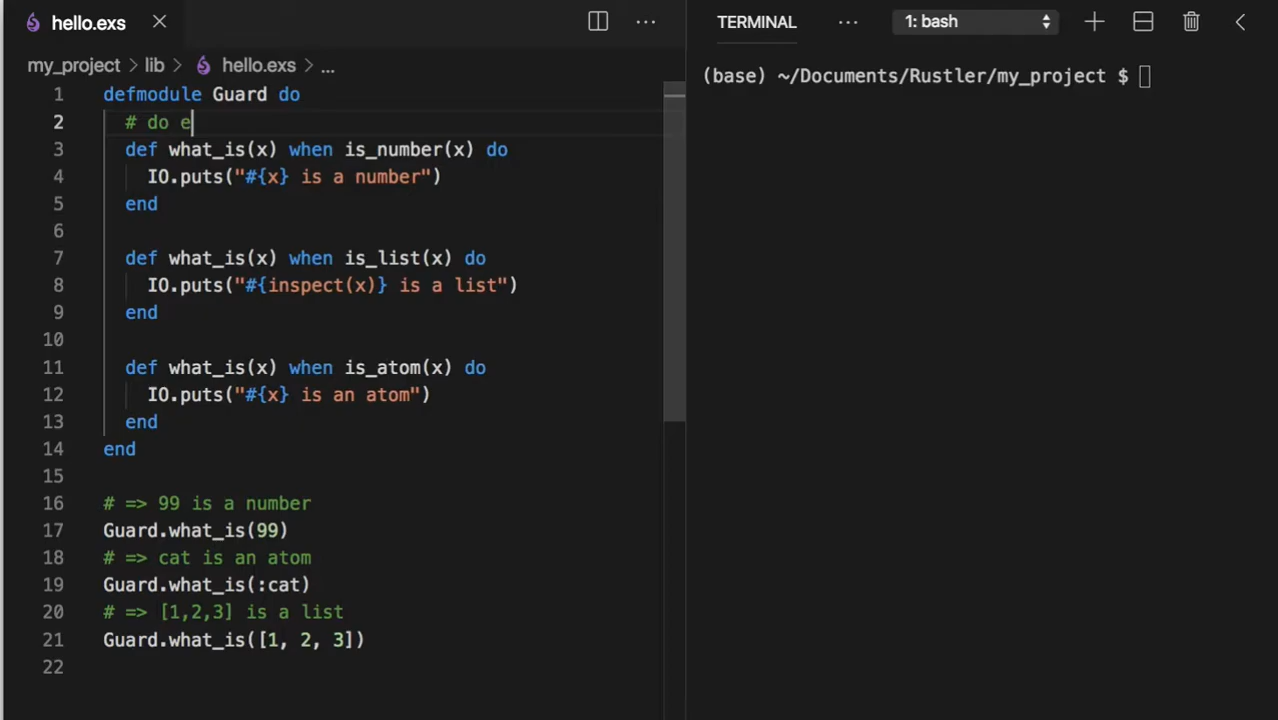 hello.exs
my_project > lib > hello.exs > ...
1 defmodule Guard do
2 # do e
3 def what_is(x) when is_number(x) do
4 IO.puts("#{x} is a number")
5 end
6
7 def what_is(x) when is_list(x) do
8 IO.puts("#{inspect(x)} is a list")
9 end
10
11 def what_is(x) when is_atom(x) do
12 IO.puts("#{x} is an atom")
13 end
14 end
15
16 # => 99 is a number
17 Guard.what_is(99)
18 # => cat is an atom
19 Guard.what_is(:cat)
20 # => [1,2,3] is a list
21 Guard.what_is([1, 2, 3])
22
TERMINAL ... 1: bash
(base) ~/Documents/Rustler/my_project $